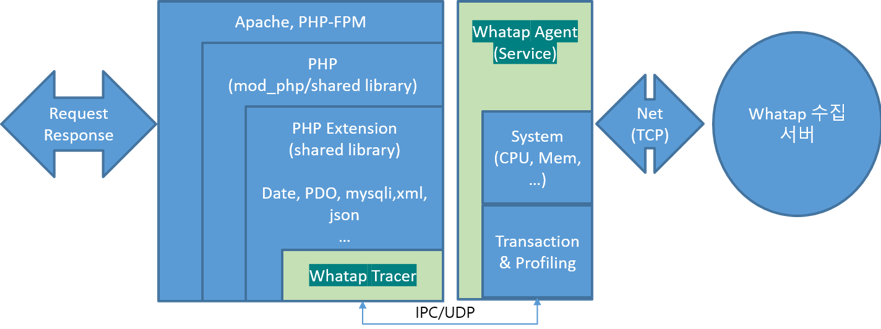 Request
Response
Apache, PHP-FPM
PHP
(mod_php/shared library)
PHP Extension
(shared library)
Date, PDO, mysqli,xml,
json
...
Whatap Tracer
Whatap Agent
(Service)
System
(CPU, Mem,
...)
Transaction
& Profiling
IPC/UDP
Net
(TCP)
Whatap 수집
서버